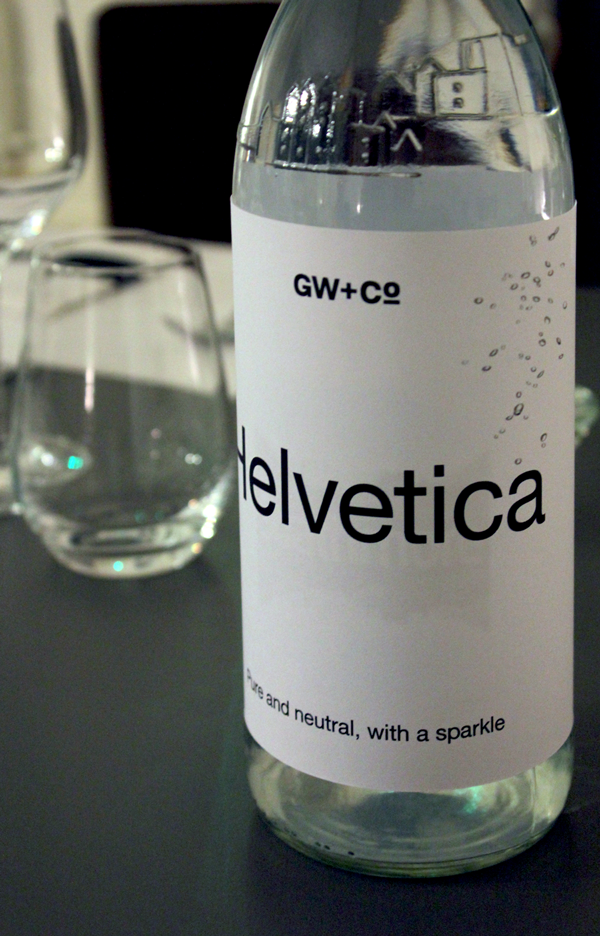 GW+Cº
Helvetica
Pure and neutral, with a sparkle